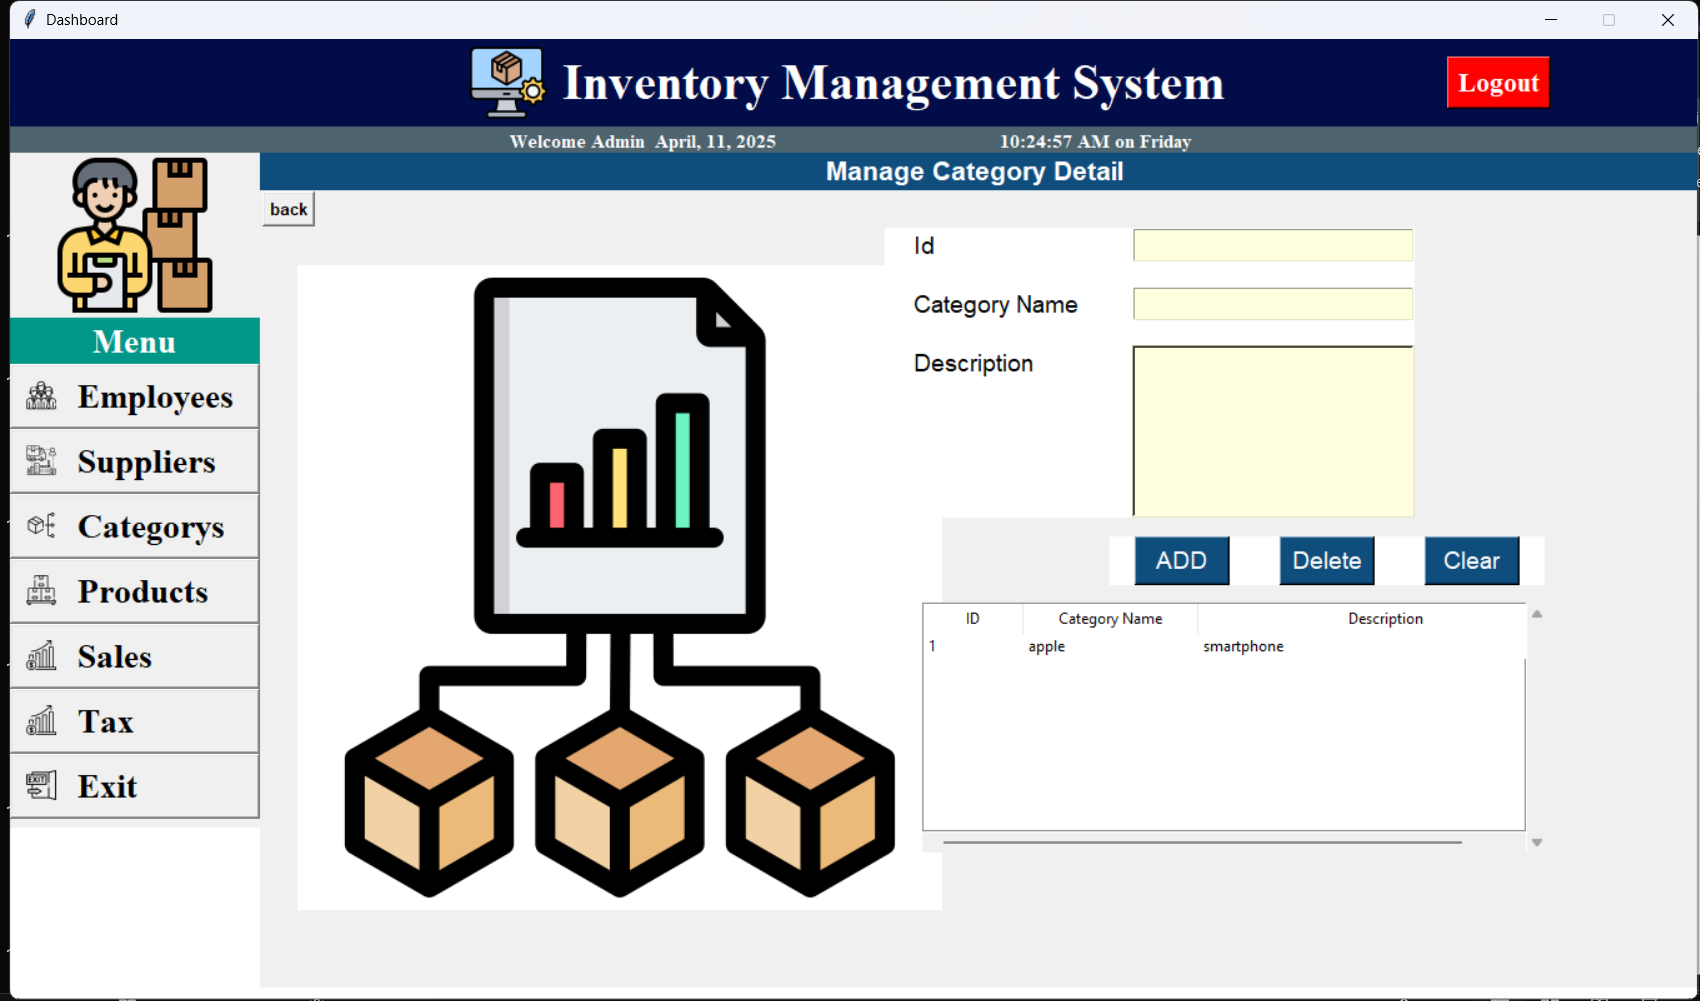 Dashboard
Inventory Management System
Logout
Welcome Admin April, 11, 2025
10:24:57 AM on Friday
Manage Category Detail
back
Menu
Employees
Suppliers
Categorys
Products
Sales
Tax
EXIT
Exit
Id
Category Name
Description
ADD
Delete
Clear
ID Category Name Description
1 apple smartphone